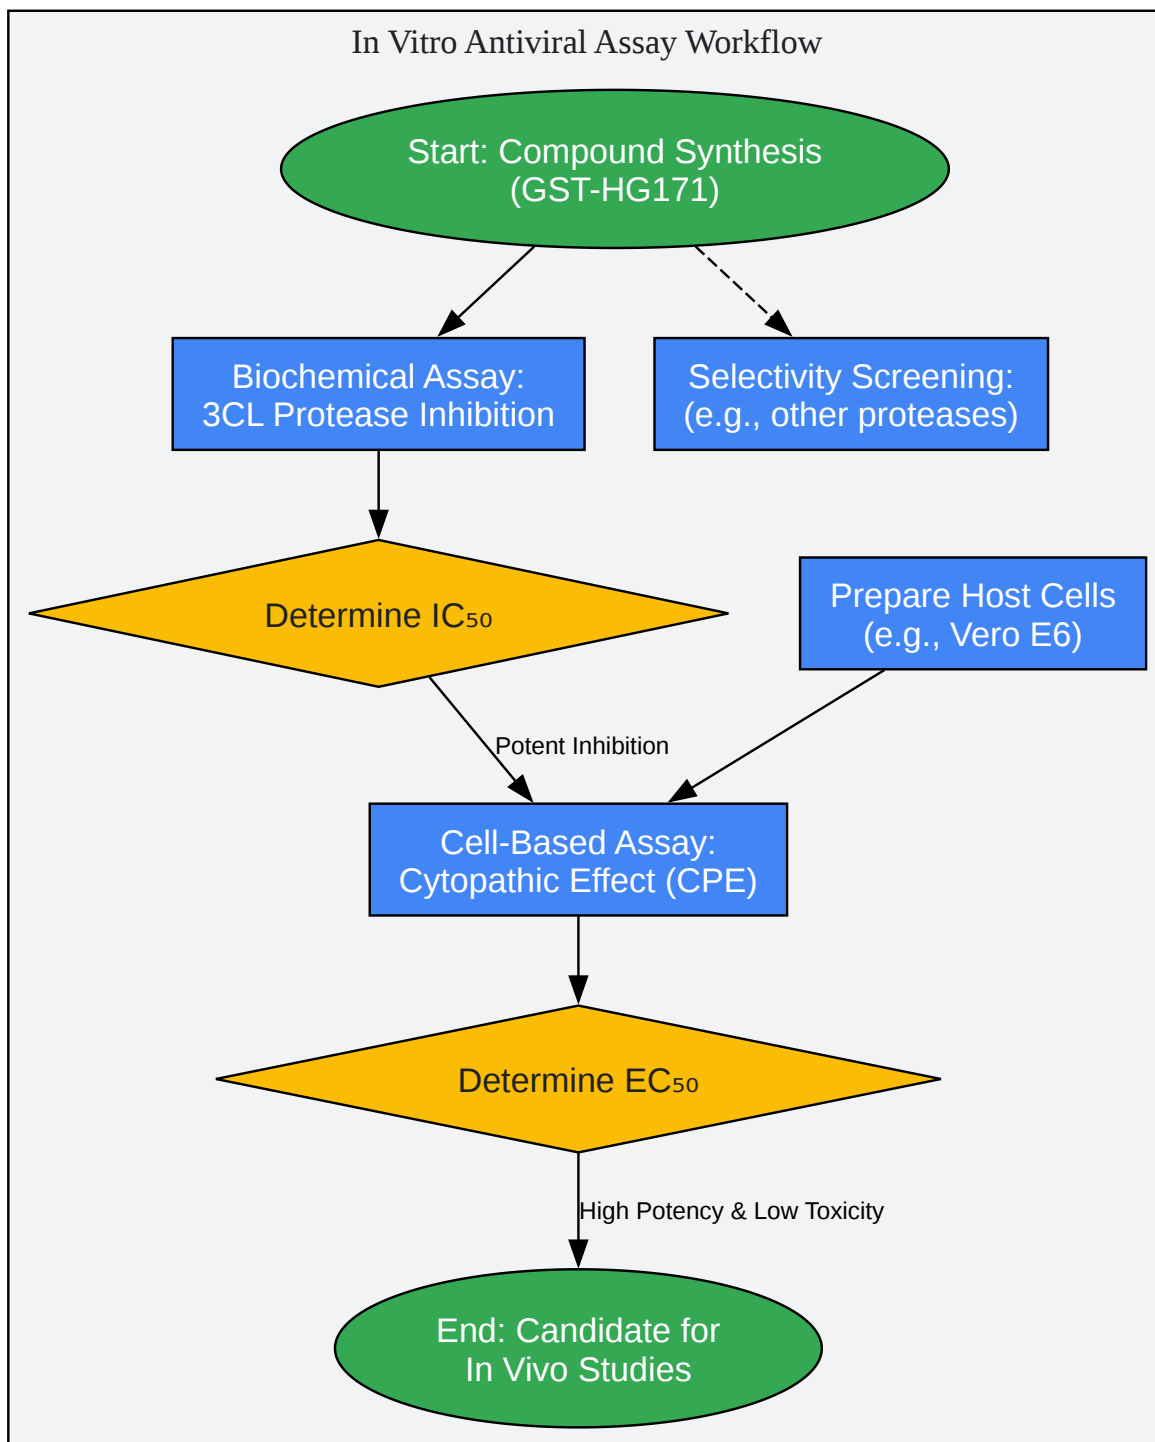 In Vitro Antiviral Assay Workflow
Start: Compound Synthesis
(GST-HG171)
Biochemical Assay:
3CL Protease Inhibition
Selectivity Screening:
(e.g., other proteases)
Determine IC₅₀
Prepare Host Cells
(e.g., Vero E6)
Potent Inhibition
Cell-Based Assay:
Cytopathic Effect (CPE)
Determine EC₅₀
High Potency & Low Toxicity
End: Candidate for
In Vivo Studies